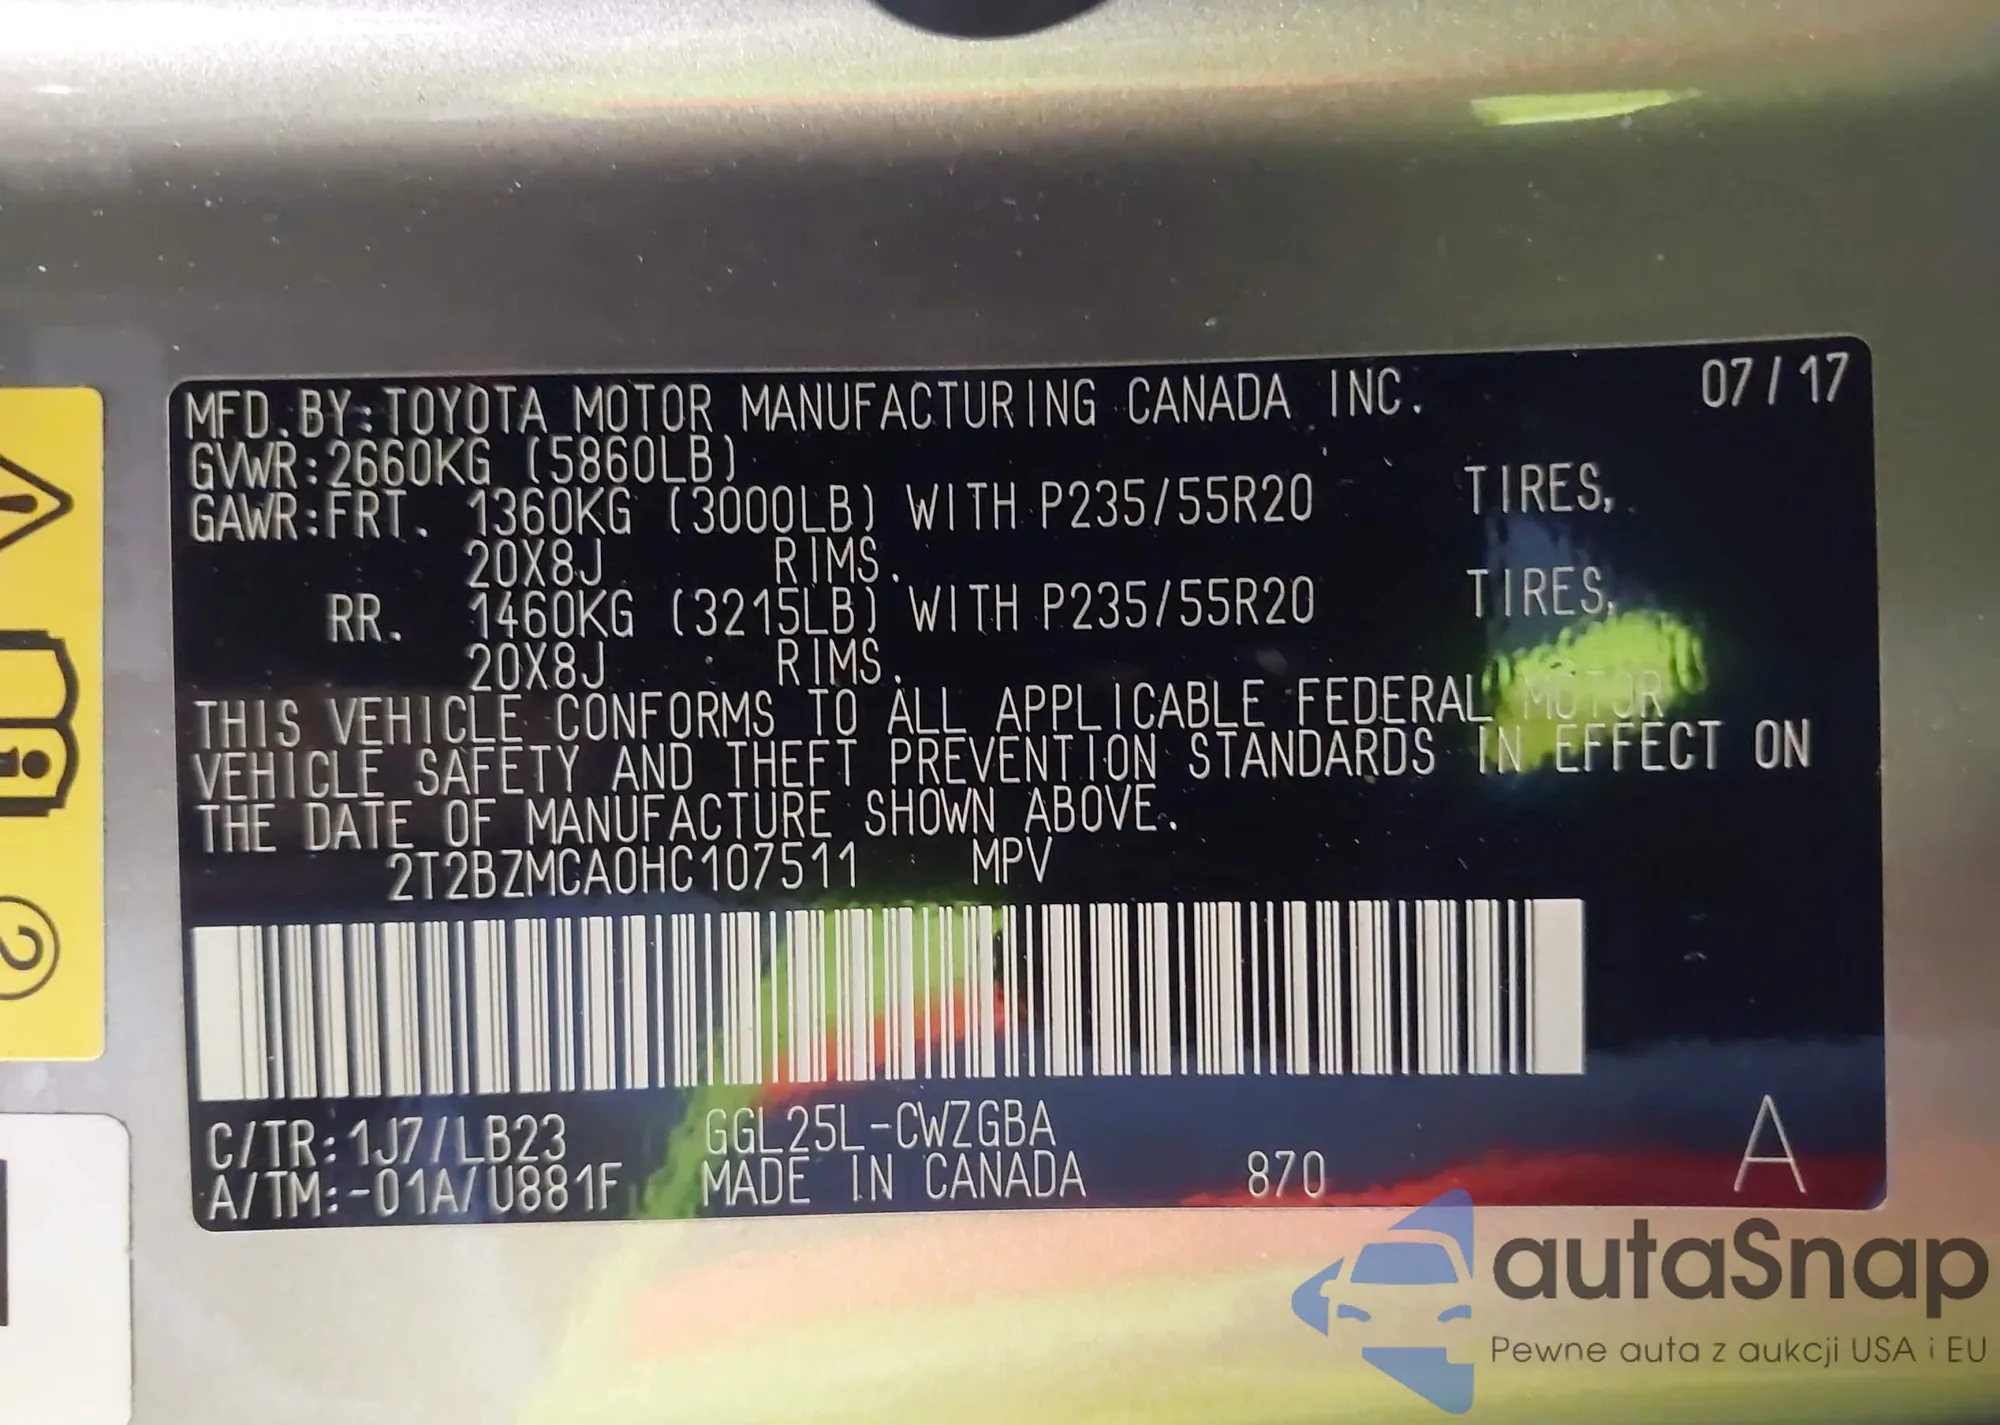 MFD. BY: TOYOTA MOTOR MANUFACTURING CANADA INC. 07/17
GVWR: 2660KG (5860LB)
GAWR: FRT. 1360KG (3000LB) WITH P235/55R20 TIRES,
20X8J RIMS.
RR. 1460KG (3215LB) WITH P235/55R20 TIRES,
20X8J RIMS.
THIS VEHICLE CONFORMS TO ALL APPLICABLE FEDERAL MOTOR
VEHICLE SAFETY AND THEFT PREVENTION STANDARDS IN EFFECT ON
THE DATE OF MANUFACTURE SHOWN ABOVE.
2T2BZMCA0HC107511 MPV
C/TR: 1J7/LB23 GGL25L-CWZGBA
A/TM: -01A/U881F MADE IN CANADA 870 A
2
autaSnap
Pewne auta z aukcji USA i EU